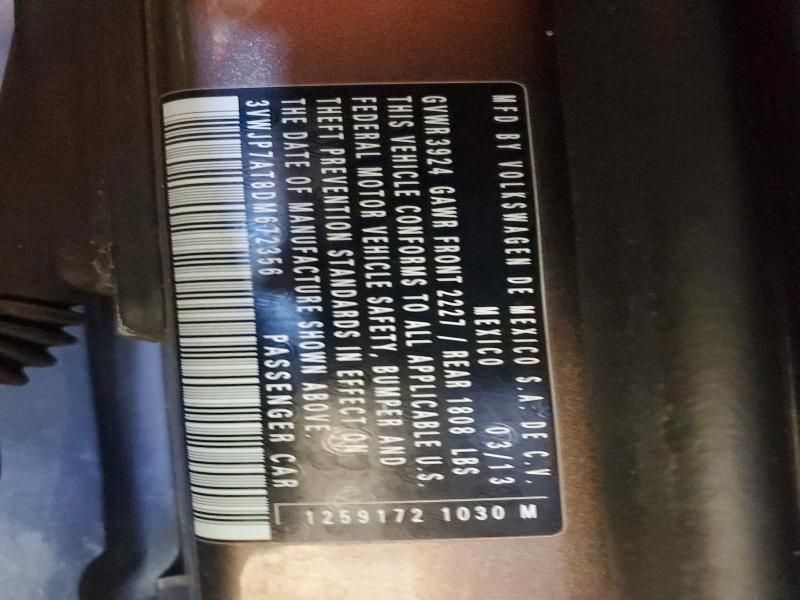 MFD BY VOLKSWAGEN DE MEXICO S.A. DE C.V.
MEXICO 03/13
GVWR 3924 GAWR FRONT 2227 / REAR 1808 LBS
THIS VEHICLE CONFORMS TO ALL APPLICABLE U.S.
FEDERAL MOTOR VEHICLE SAFETY, BUMPER AND
THEFT PREVENTION STANDARDS IN EFFECT ON
THE DATE OF MANUFACTURE SHOWN ABOVE.
3VWJP7AT8DM672356 PASSENGER CAR
1259172 1030 M